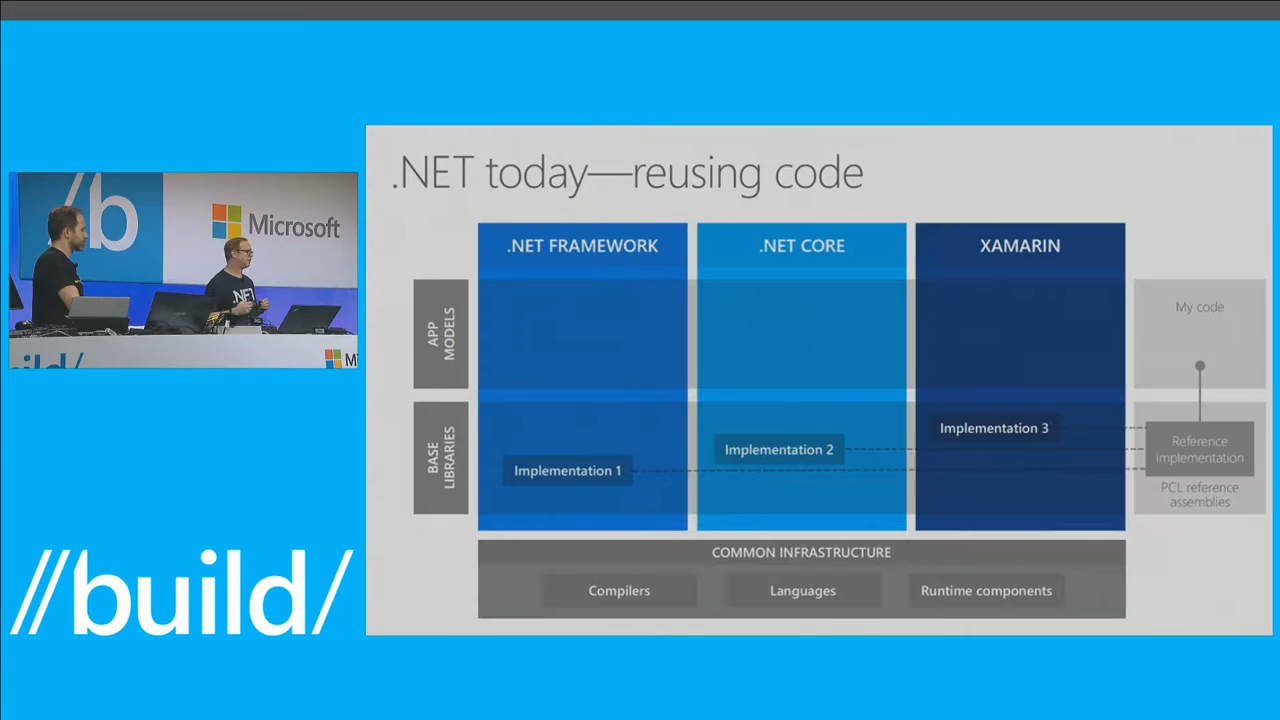 /b
Microsoft
.NET
build/
//build/
.NET today—reusing code
.NET FRAMEWORK
.NET CORE
XAMARIN
APP
MODELS
My code
BASE
LIBRARIES
Implementation 1
Implementation 2
Implementation 3
Reference
implementation
PCL reference
assemblies
COMMON INFRASTRUCTURE
Compilers
Languages
Runtime components